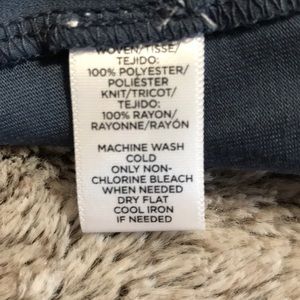 WOVEN/TISSÉ/
TEJIDO:
100% POLYESTER/
POLIÉSTER
KNIT/TRICOT/
TEJIDO:
100% RAYON/
RAYONNE/RAYÓN
MACHINE WASH
COLD
ONLY NON-
CHLORINE BLEACH
WHEN NEEDED
DRY FLAT
COOL IRON
IF NEEDED